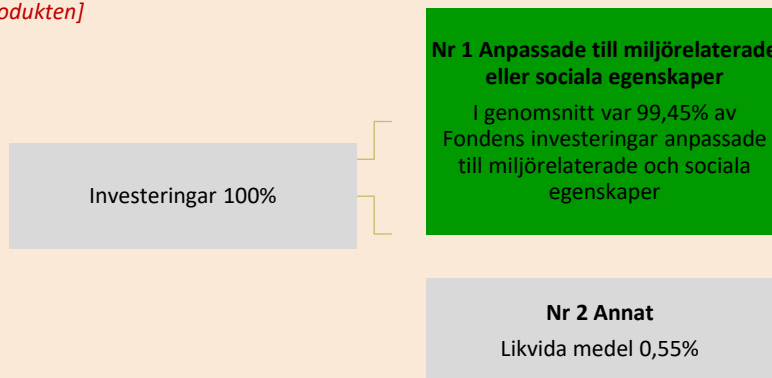 odukten]
Investeringar 100%
Nr 1 Anpassade till miljörelaterade
eller sociala egenskaper
I genomsnitt var 99,45% av
Fondens investeringar anpassade
till miljörelaterade och sociala
egenskaper
Nr 2 Annat
Likvida medel 0,55%